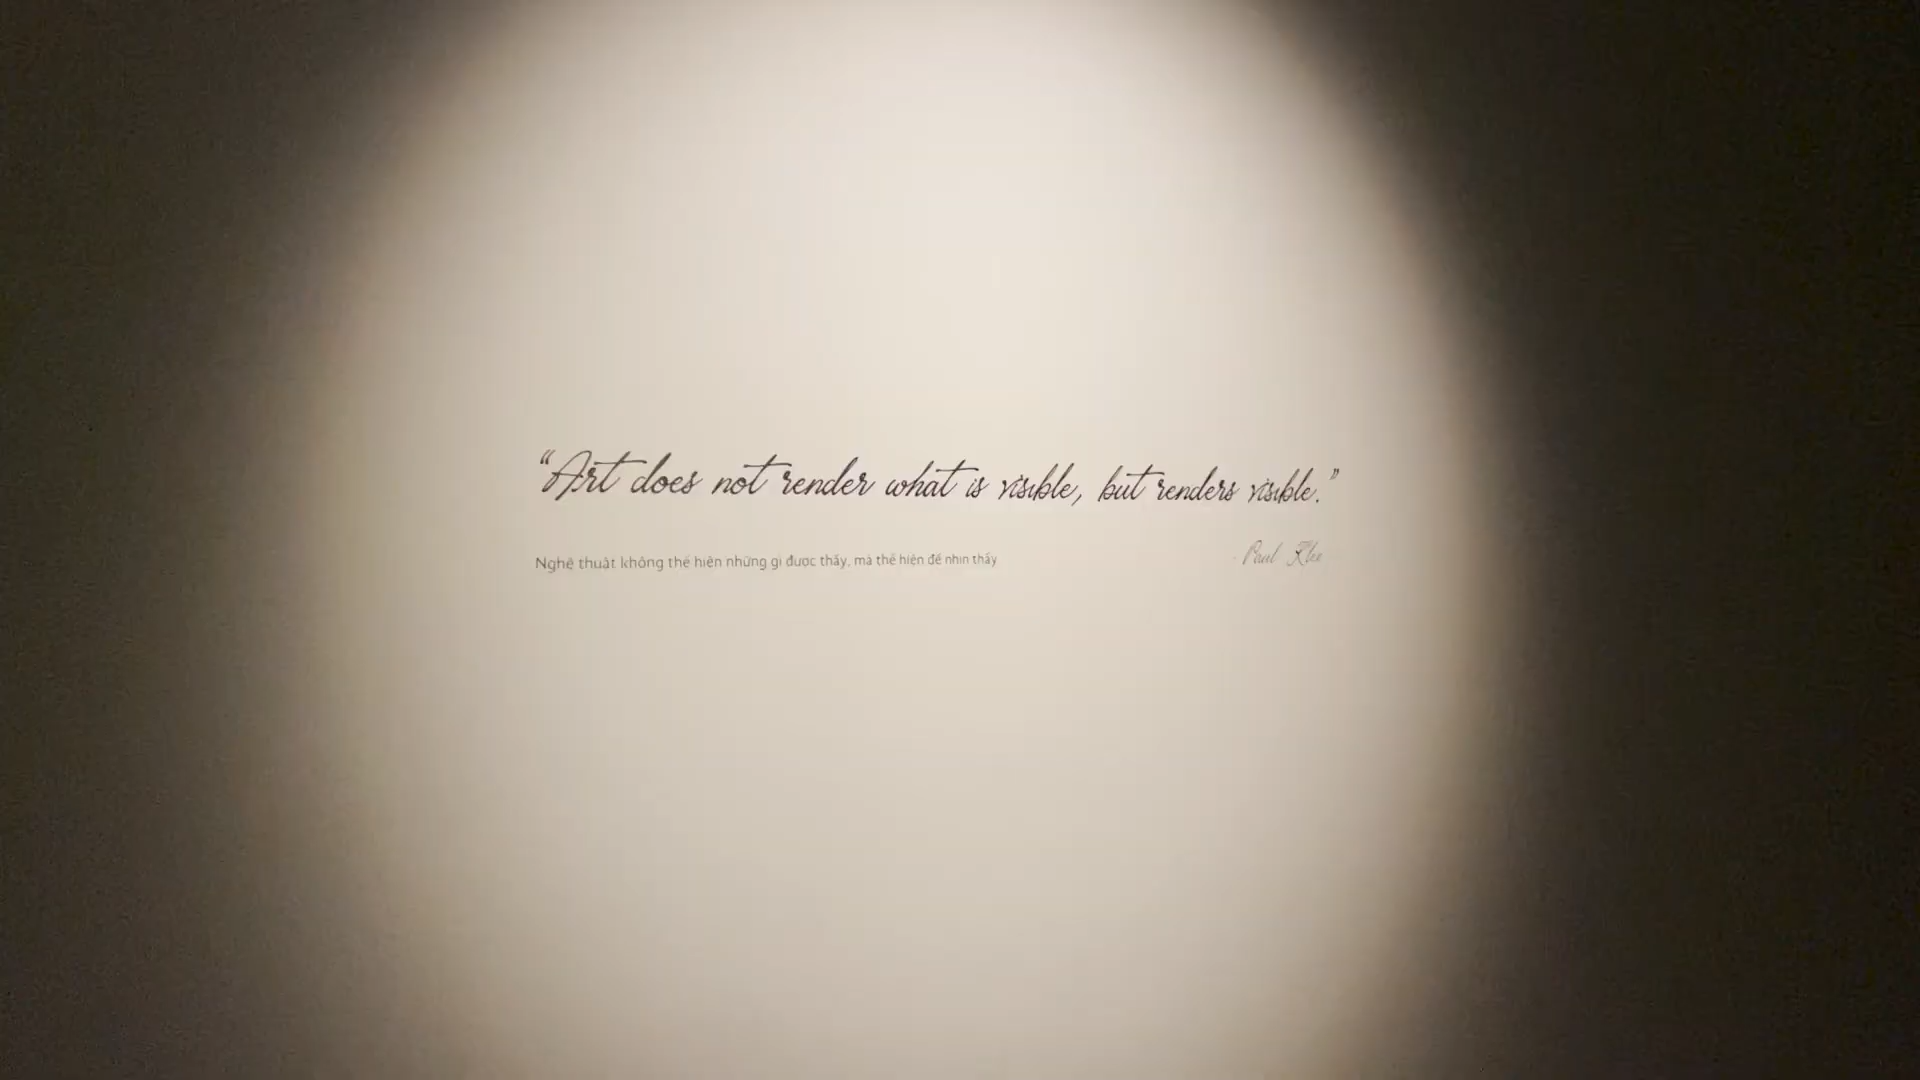 “Art does not render what is visible, but renders visible.”
Nghệ thuật không thể hiện những gì được thấy, mà thể hiện để nhìn thấy
- Paul Klee